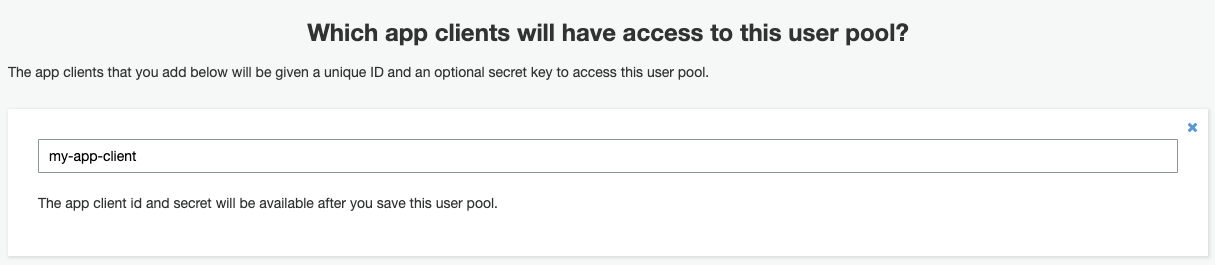 Which app clients will have access to this user pool?
The app clients that you add below will be given a unique ID and an optional secret key to access this user pool.
my-app-client
The app client id and secret will be available after you save this user pool.